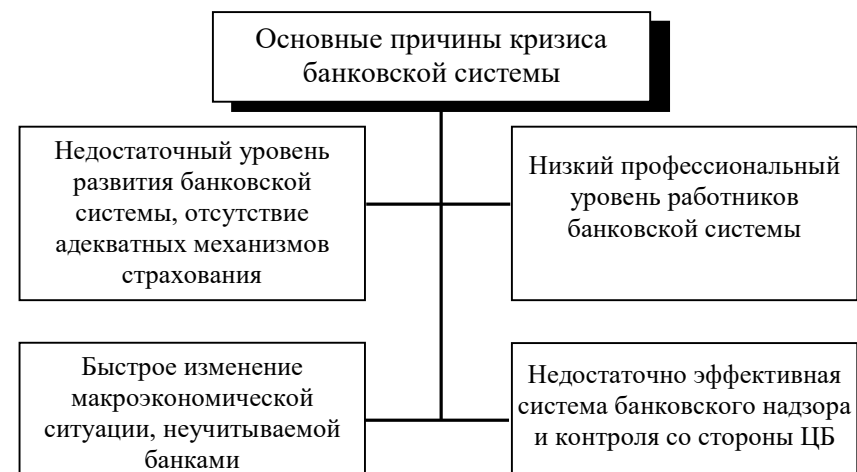 Основные причины кризиса
банковской системы
Недостаточный уровень
развития банковской
системы, отсутствие
адекватных механизмов
страхования
Низкий профессиональный
уровень работников
банковской системы
Быстрое изменение
макроэкономической
ситуации, неучитываемой
банками
Недостаточно эффективная
система банковского надзора
и контроля со стороны ЦБ